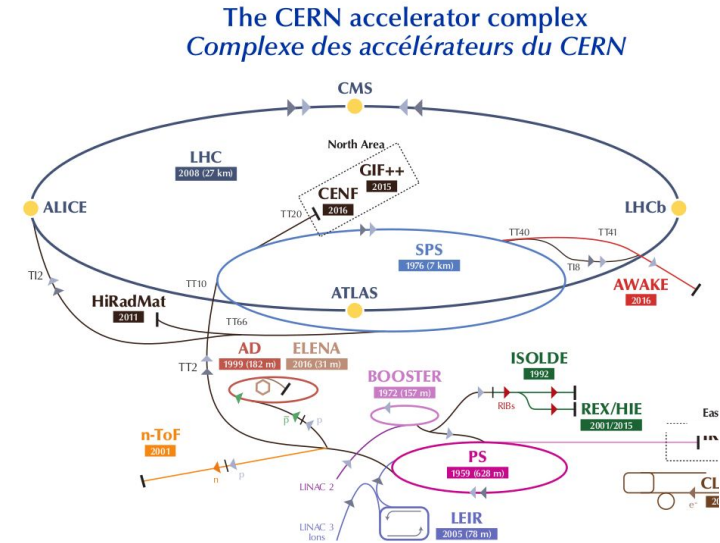 The CERN accelerator complex
Complexe des accélérateurs du CERN
CMS
North Area
LHC
2008 (27 km)
GIF++
2015
CENF
2016
TT20
ALICE
LHCb
TT40
TT41
SPS
1976 (7 km)
TI8
TI2
TT10
AWAKE
2016
ATLAS
HiRadMat
2011
TT66
AD
1999 (182 m)
ELENA
2016 (31 m)
TT2
ISOLDE
1992
BOOSTER
1972 (157 m)
RIBs
REX/HIE
2001/2015
Eas
p̅
p
n-ToF
2001
PS
1959 (628 m)
n
p
LINAC 2
CL
20
e⁻
LINAC 3
Ions
LEIR
2005 (78 m)